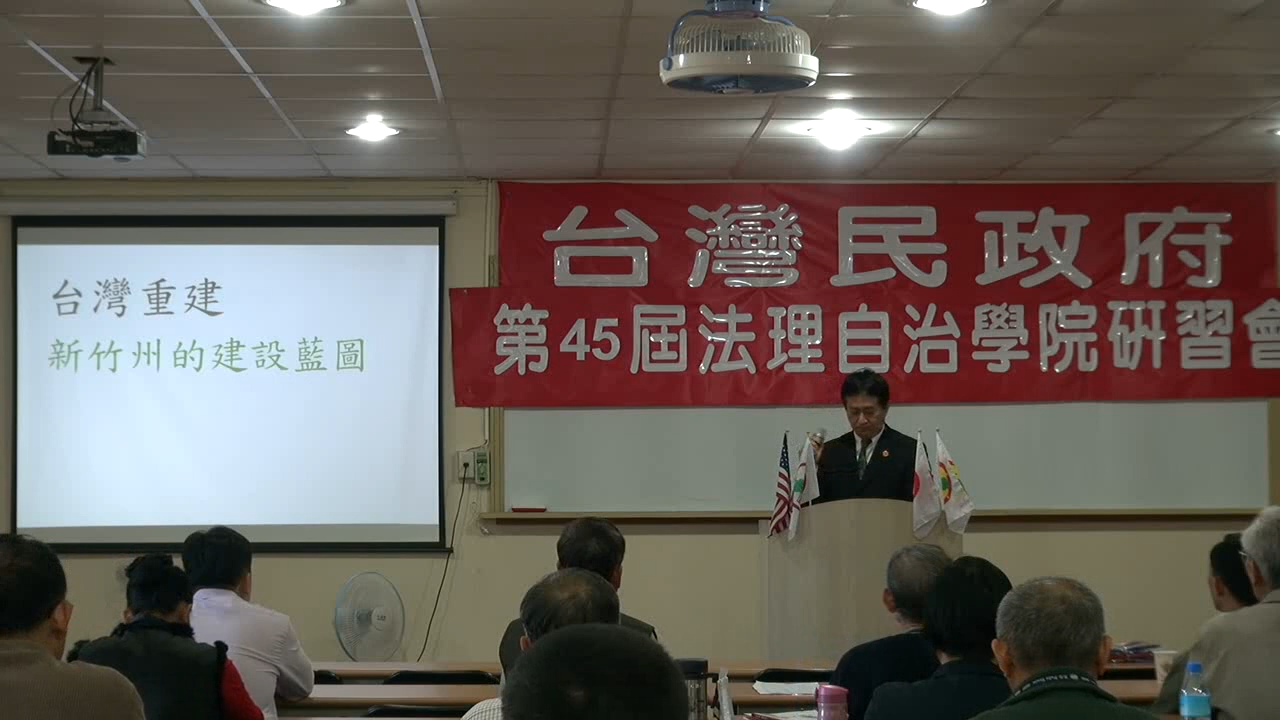 台灣重建
新竹州的建設藍圖
台灣民政府
第45屆法理自治學院研習會